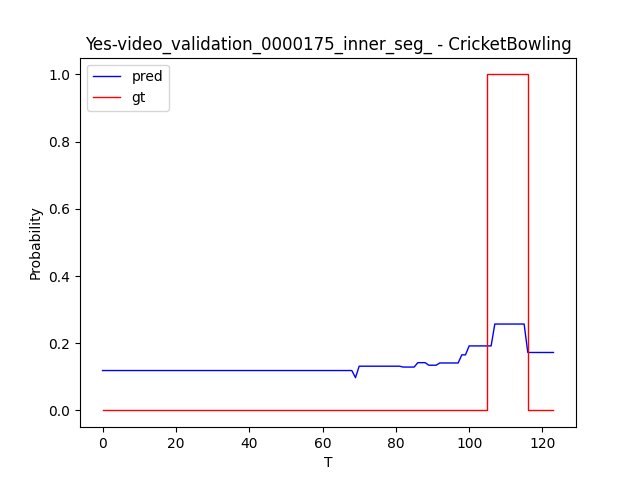 Yes-video_validation_0000175_inner_seg_ - CricketBowling
pred
gt
1.0
0.8
0.6
0.4
0.2
0.0
Probability
0 20 40 60 80 100 120
T